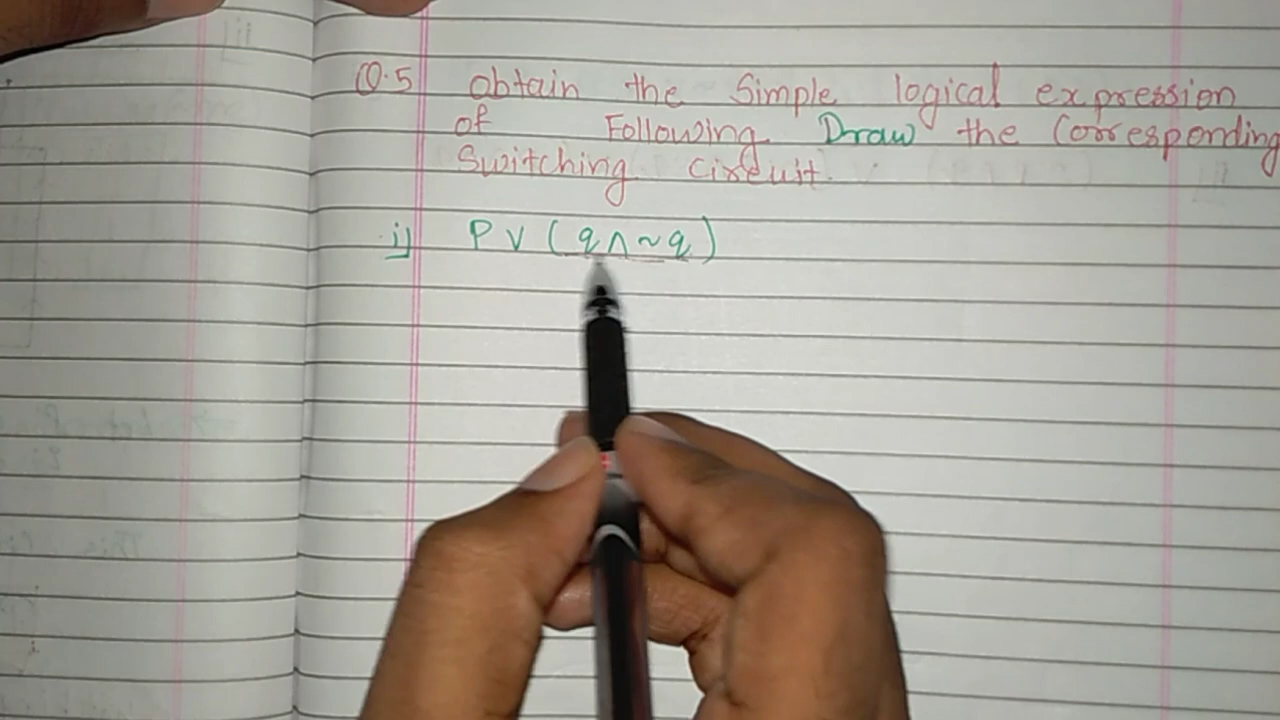 Q.5 Obtain the Simple logical expression
of Following Draw the Corresponding
Switching Circuit.
i) P ∨ ( q ∧ ~ q )